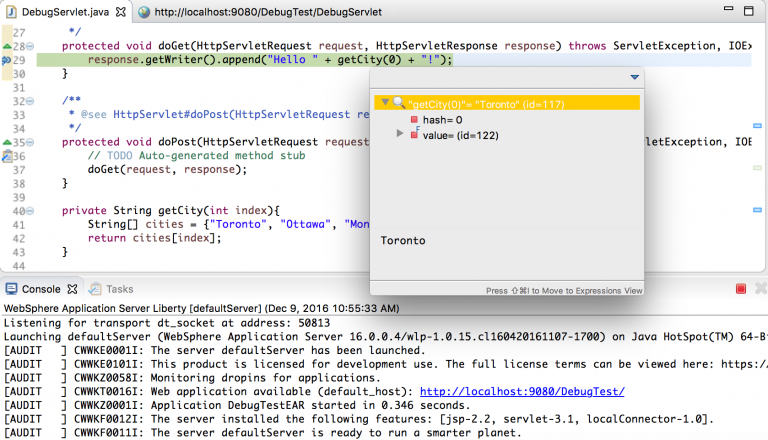 DebugServlet.java
http://localhost:9080/DebugTest/DebugServlet
27 */
28 protected void doGet(HttpServletRequest request, HttpServletResponse response) throws ServletException, IOEx
29 response.getWriter().append("Hello " + getCity(0) + "!");
30 }
31
32 /**
* @see HttpServlet#doPost(HttpServletRequest re
*/
35 protected void doPost(HttpServletRequest request
IOE
36 // TODO Auto-generated method stub
37 doGet(request, response);
38 }
39
40 private String getCity(int index){
41 String[] cities = {"Toronto", "Ottawa", "Mon
42 return cities[index];
43 }
44
"getCity(0)"= "Toronto" (id=117)
hash= 0
value= (id=122)
Toronto
Press ⇧⌘I to Move to Expressions View
Console Tasks
WebSphere Application Server Liberty [defaultServer] (Dec 9, 2016 10:55:33 AM)
Listening for transport dt_socket at address: 50813
Launching defaultServer (WebSphere Application Server 16.0.0.4/wlp-1.0.15.cl160420161107-1700) on Java HotSpot(TM) 64-Bi
[AUDIT ] CWWKE0001I: The server defaultServer has been launched.
[AUDIT ] CWWKE0101I: This product is licensed for development use. The full license terms can be viewed here: https:/
[AUDIT ] CWWKZ0058I: Monitoring dropins for applications.
[AUDIT ] CWWKT0016I: Web application available (default_host): http://localhost:9080/DebugTest/
[AUDIT ] CWWKZ0001I: Application DebugTestEAR started in 0.346 seconds.
[AUDIT ] CWWKF0012I: The server installed the following features: [jsp-2.2, servlet-3.1, localConnector-1.0].
[AUDIT ] CWWKF0011I: The server defaultServer is ready to run a smarter planet.